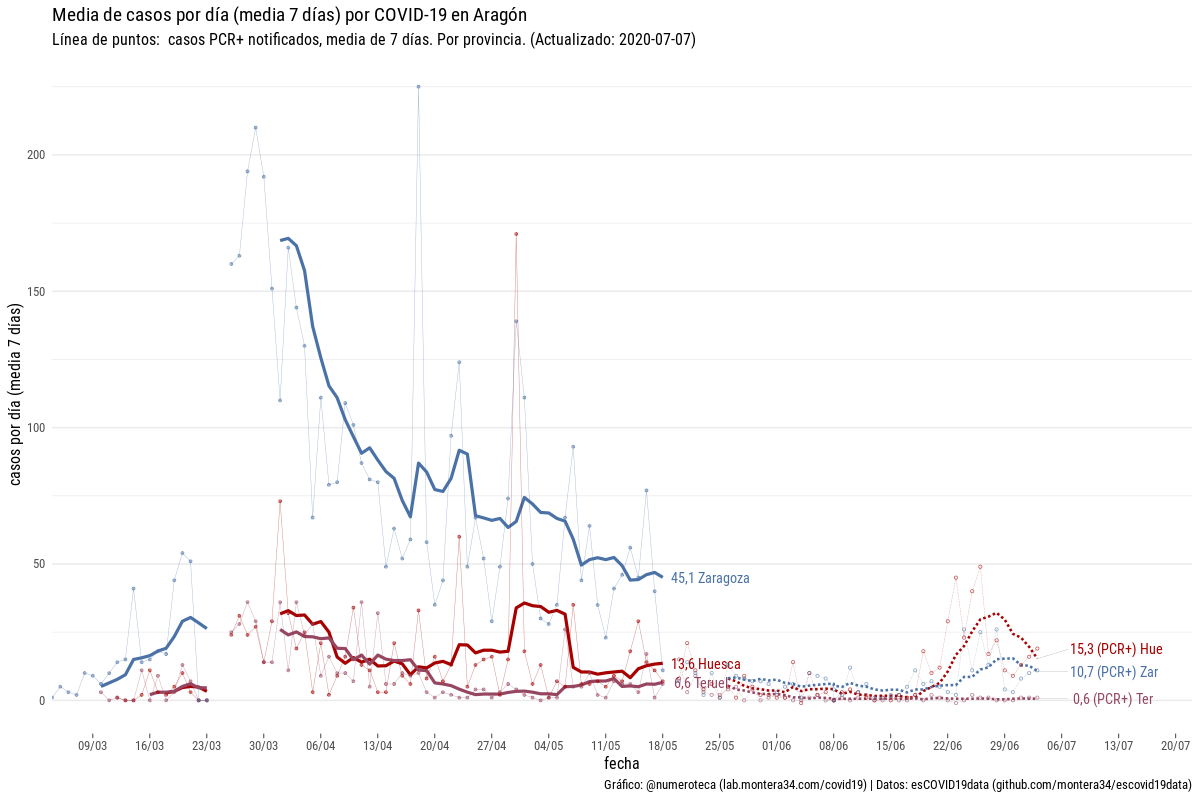 Media de casos por día (media 7 días) por COVID-19 en Aragón
Línea de puntos:  casos PCR+ notificados, media de 7 días. Por provincia. (Actualizado: 2020-07-07)
casos por día (media 7 días)
200
150
100
50
0
45,1 Zaragoza
13,6 Huesca
6,6 Teruel
15,3 (PCR+) Hue
10,7 (PCR+) Zar
0,6 (PCR+) Ter
09/03 16/03 23/03 30/03 06/04 13/04 20/04 27/04 04/05 11/05 18/05 25/05 01/06 08/06 15/06 22/06 29/06 06/07 13/07 20/07
fecha
Gráfico: @numeroteca (lab.montera34.com/covid19) | Datos: esCOVID19data (github.com/montera34/escovid19data)